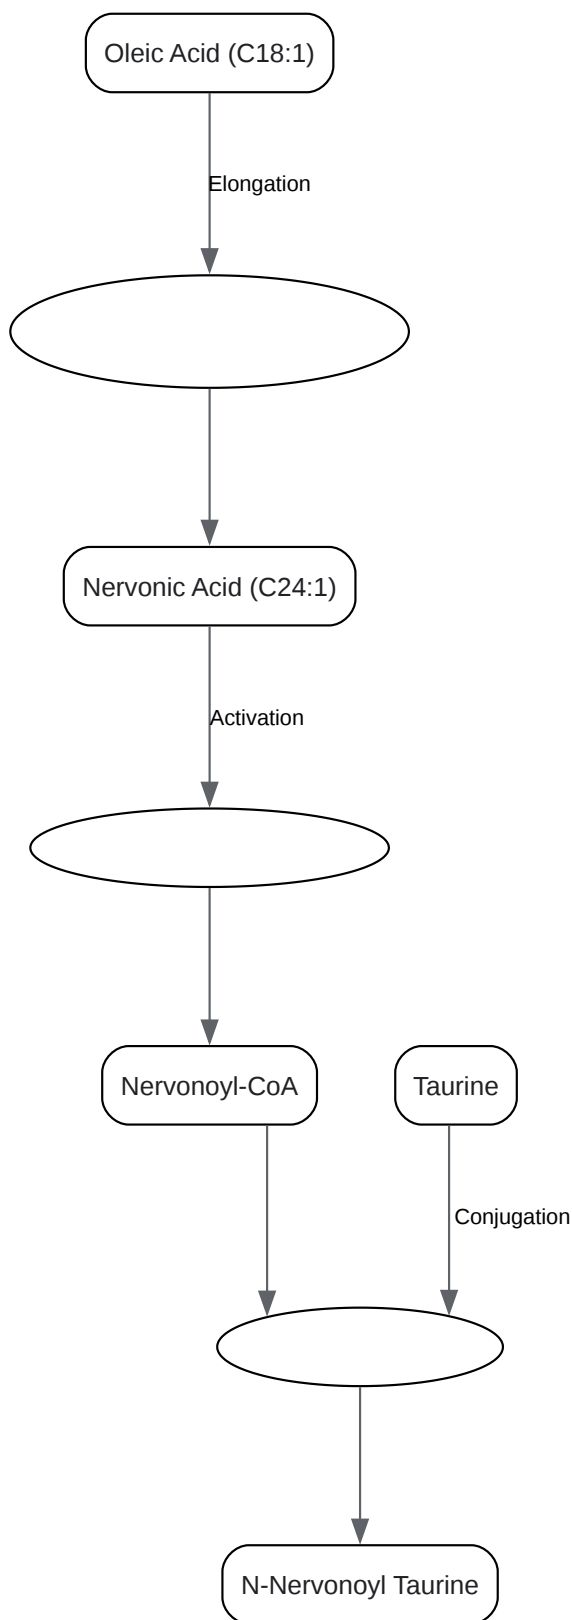 Oleic Acid (C18:1)
Elongation
Nervonic Acid (C24:1)
Activation
Nervonoyl-CoA
Taurine
Conjugation
N-Nervonoyl Taurine